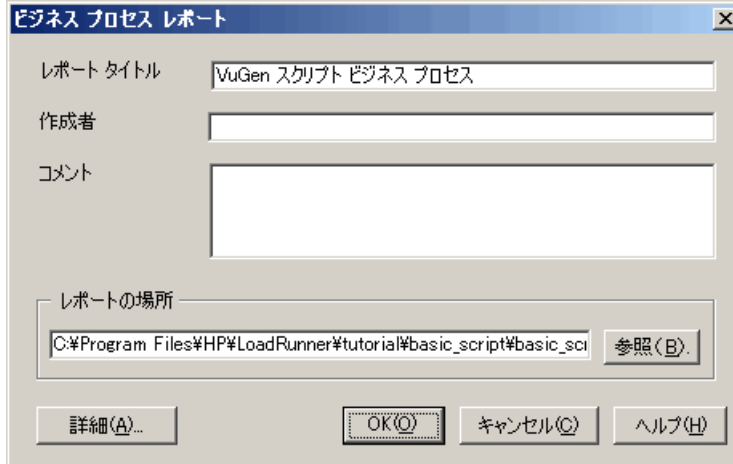 ビジネス プロセス レポート
レポート タイトル
VuGen スクリプト ビジネス プロセス
作成者
コメント
レポートの場所
C:¥Program Files¥HP¥LoadRunner¥tutorial¥basic_script¥basic_scr
参照(B).
詳細(A)...
OK(O)
キャンセル(C)
ヘルプ(H)